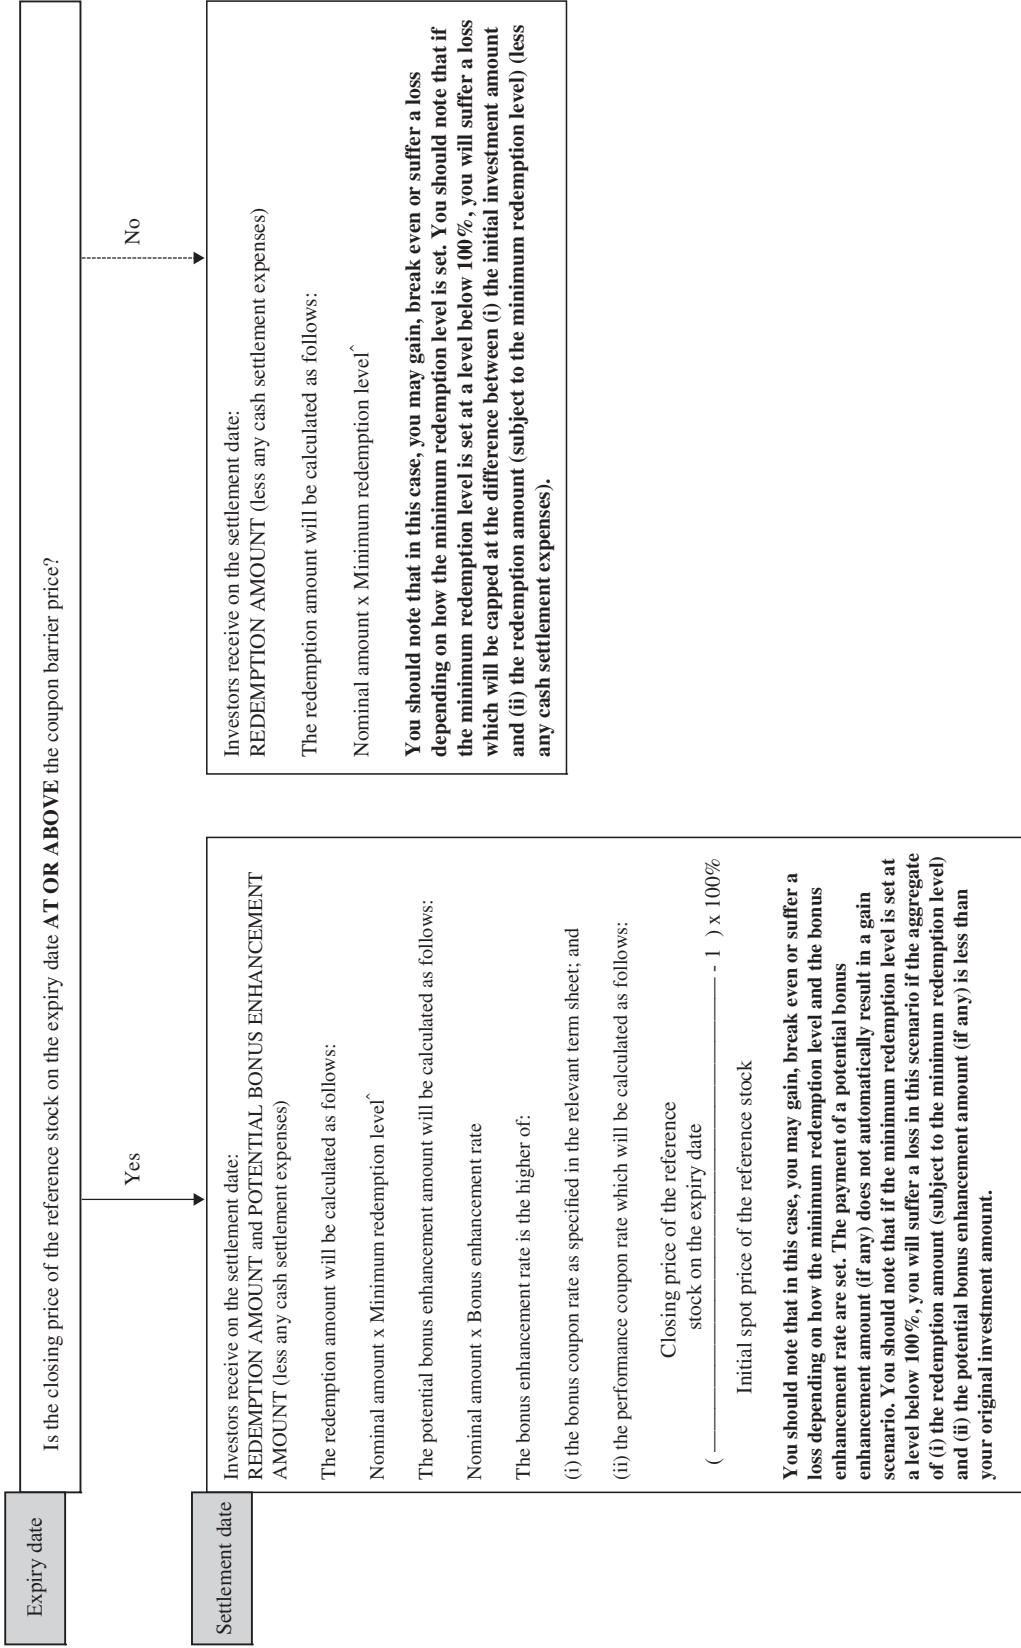 Expiry date
Is the closing price of the reference stock on the expiry date AT OR ABOVE the coupon barrier price?
Yes
No
Settlement date
Investors receive on the settlement date:
REDEMPTION AMOUNT and POTENTIAL BONUS ENHANCEMENT
AMOUNT (less any cash settlement expenses)
The redemption amount will be calculated as follows:
Nominal amount x Minimum redemption level^
The potential bonus enhancement amount will be calculated as follows:
Nominal amount x Bonus enhancement rate
The bonus enhancement rate is the higher of:
(i) the bonus coupon rate as specified in the relevant term sheet; and
(ii) the performance coupon rate which will be calculated as follows:
Closing price of the reference
stock on the expiry date
( - 1 ) x 100%
Initial spot price of the reference stock
You should note that in this case, you may gain, break even or suffer a
loss depending on how the minimum redemption level and the bonus
enhancement rate are set. The payment of a potential bonus
enhancement amount (if any) does not automatically result in a gain
scenario. You should note that if the minimum redemption level is set at
a level below 100%, you will suffer a loss in this scenario if the aggregate
of (i) the redemption amount (subject to the minimum redemption level)
and (ii) the potential bonus enhancement amount (if any) is less than
your original investment amount.
Investors receive on the settlement date:
REDEMPTION AMOUNT (less any cash settlement expenses)
The redemption amount will be calculated as follows:
Nominal amount x Minimum redemption level^
You should note that in this case, you may gain, break even or suffer a loss
depending on how the minimum redemption level is set. You should note that if
the minimum redemption level is set at a level below 100%, you will suffer a loss
which will be capped at the difference between (i) the initial investment amount
and (ii) the redemption amount (subject to the minimum redemption level) (less
any cash settlement expenses).